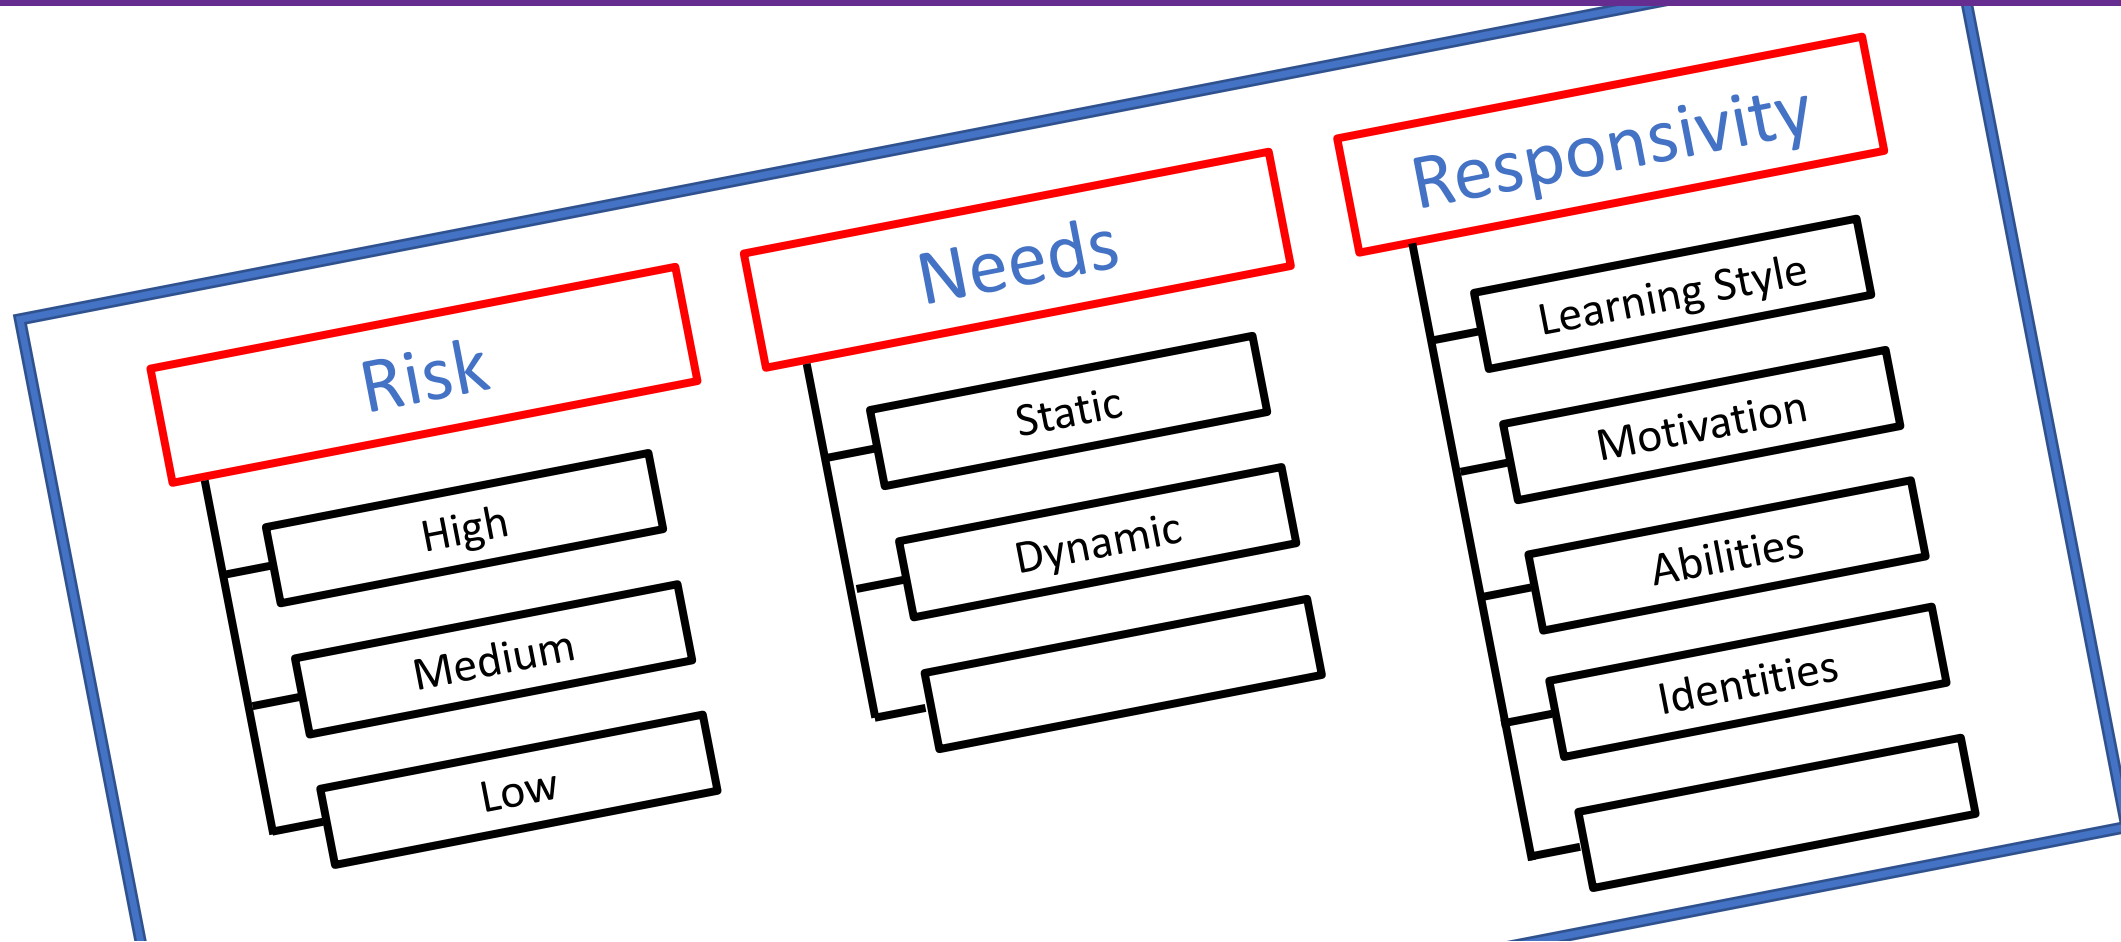 Risk
High
Medium
Low
Needs
Static
Dynamic
Responsivity
Learning Style
Motivation
Abilities
Identities